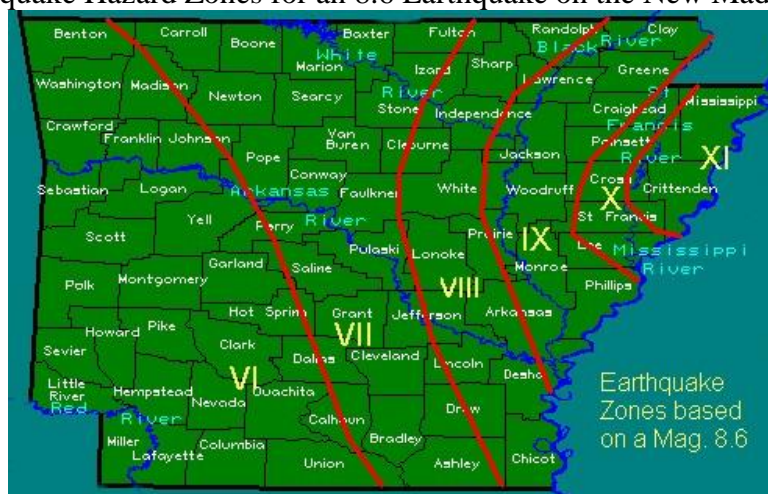 quake Hazard Zones for an 8.6 Earthquake on the New Mad
Benton Carroll Boone Baxter Fulton Randolph Clay
White Black River
Marion Izard Sharp Lawrence Greene
Washington Madison Newton Searcy River Stone Independence Craighead St Mississippi
Crawford Franklin Johnson Van Buren Cleburne Jackson Poinsett Francis River XI
Pope Conway Cross Crittenden
Sebastian Logan Arkansas Faulkner White Woodruff X
Yell Perry River St Francis
Scott Pulaski Prairie IX Lee Mississippi River
Garland Saline Lonoke Monroe
Polk Montgomery VIII Phillips
Hot Spring Grant Jefferson Arkansas
Howard Pike VII
Sevier Clark Dallas Cleveland Lincoln Desha
Little River VI Ouachita
Hempstead Nevada Drew
Red River Calhoun
Miller Columbia Bradley
Lafayette Union Ashley Chicot
Earthquake
Zones based
on a Mag. 8.6